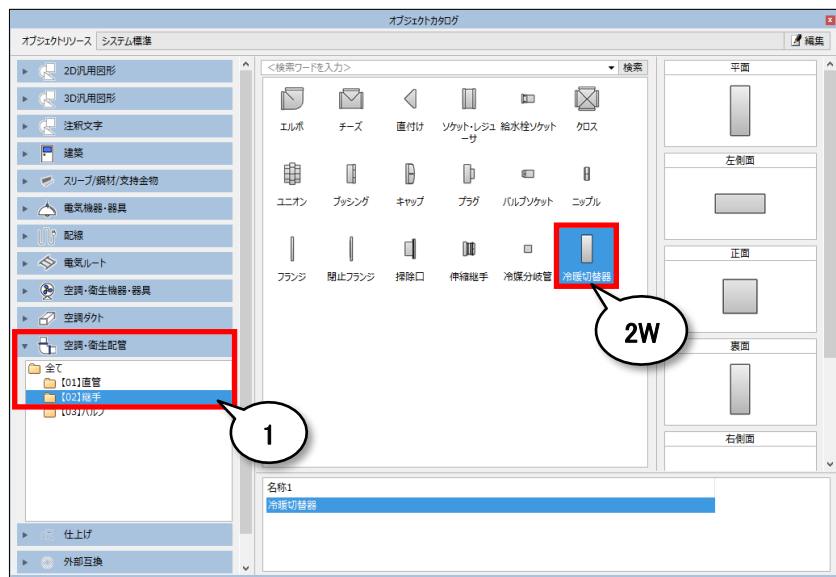 オブジェクトカタログ
オブジェクトリソース システム標準 編集
2D汎用図形
3D汎用図形
注釈文字
建築
スリーブ/鋼材/支持金物
電気機器・器具
配線
電気ルート
空調・衛生機器・器具
空調ダクト
空調・衛生配管
全て
【01】直管
【02】継手
【03】バルブ
仕上げ
外部互換
1
<検索ワードを入力> 検索
エルボ チーズ 直付け ソケット・レジュ 給水栓ソケット クロス
ーサ
ユニオン ブッシング キャップ プラグ バルブソケット ニップル
フランジ 閉止フランジ 掃除口 伸縮継手 冷媒分岐管 冷暖切替器
2W
名称1
冷暖切替器
平面
左側面
正面
裏面
右側面